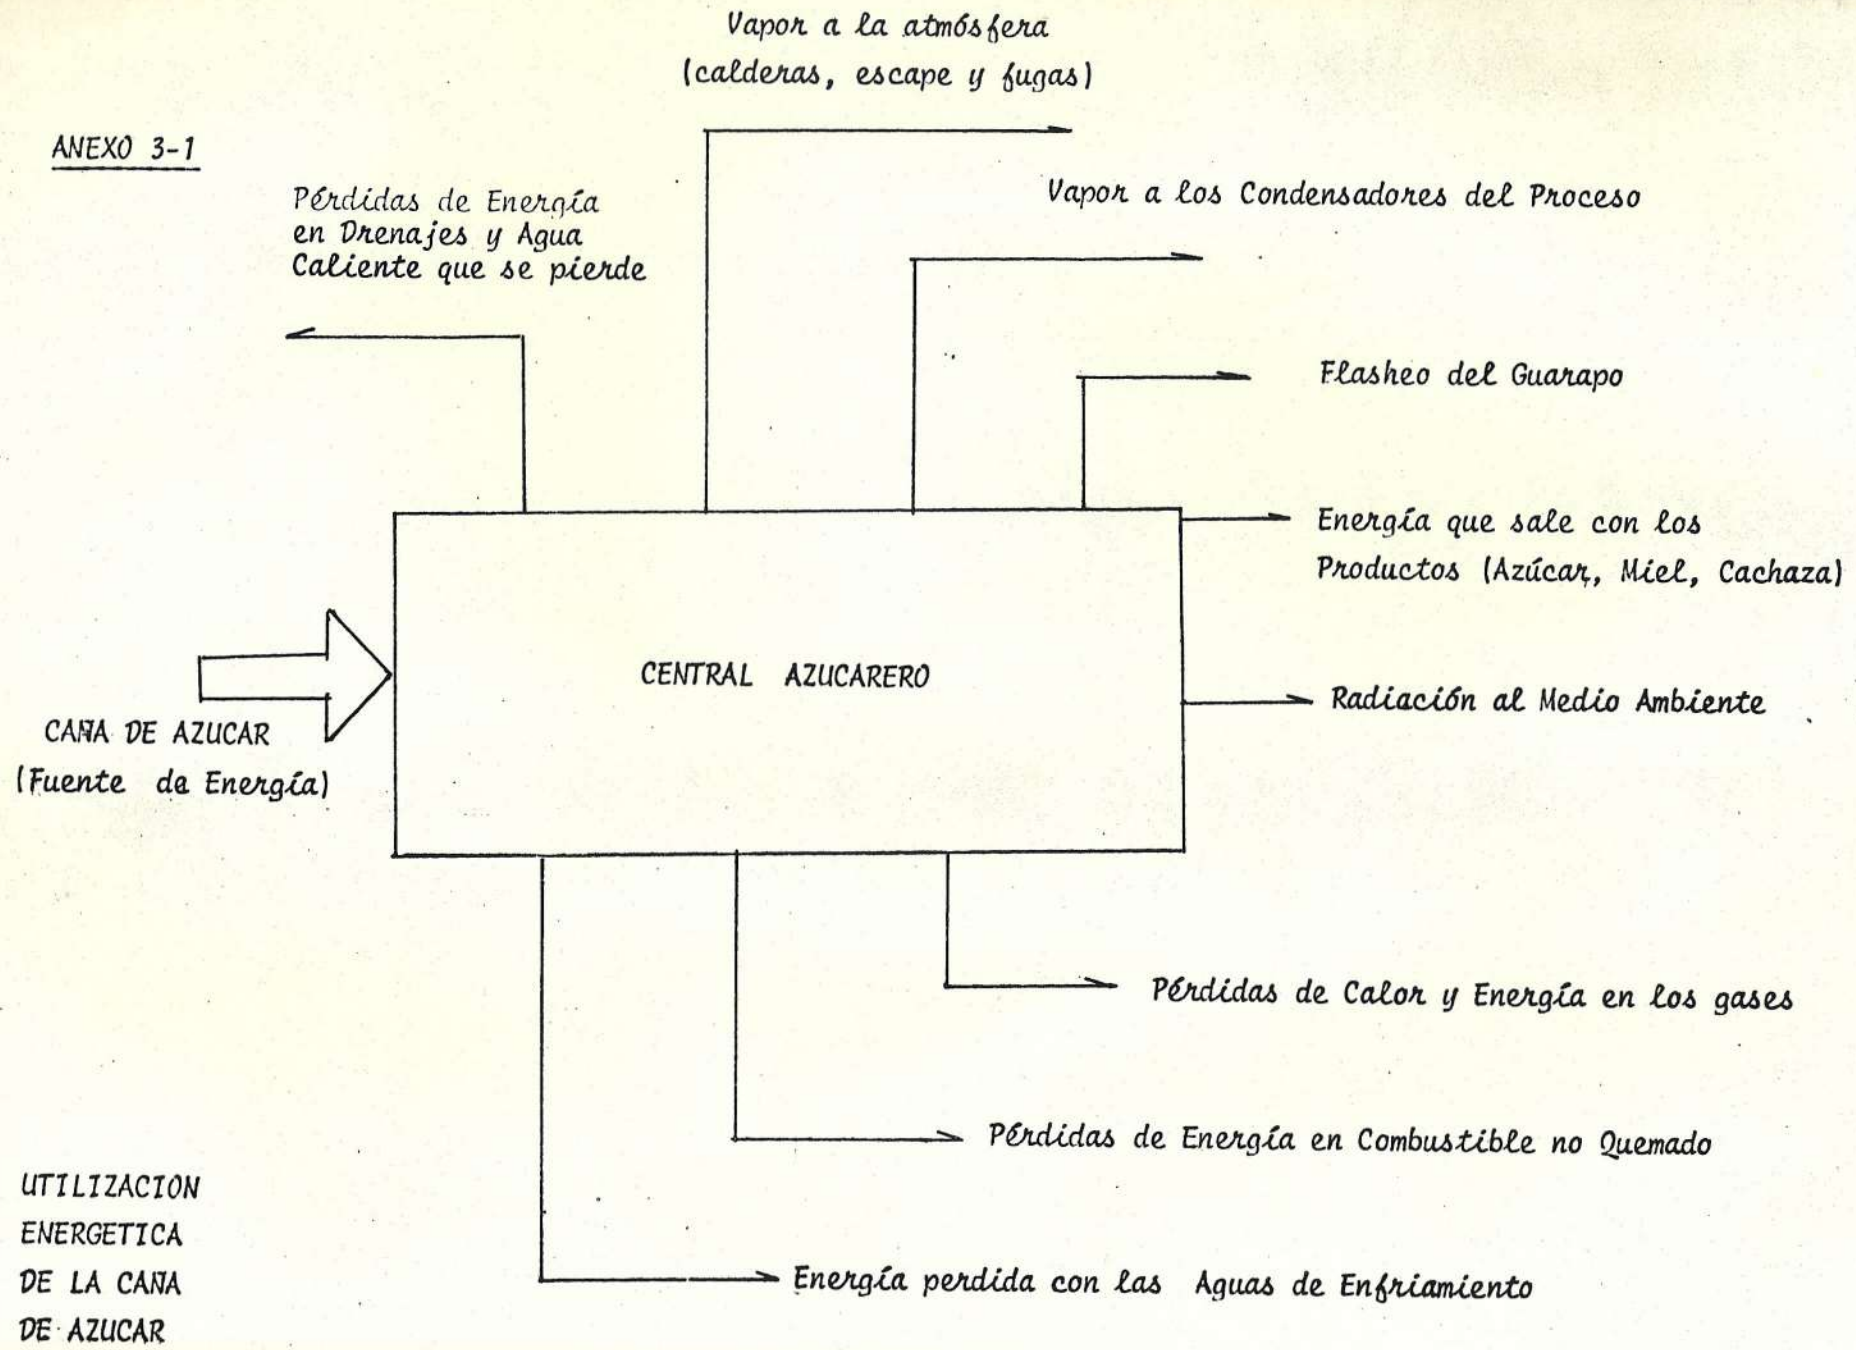 Vapor a la atmósfera
(calderas, escape y fugas)
ANEXO 3-1
Pérdidas de Energía
en Drenajes y Agua
Caliente que se pierde
Vapor a los Condensadores del Proceso
Flasheo del Guarapo
Energía que sale con los
Productos (Azúcar, Miel, Cachaza)
CENTRAL AZUCARERO
Radiación al Medio Ambiente
CAÑA DE AZUCAR
(Fuente de Energía)
Pérdidas de Calor y Energía en los gases
Pérdidas de Energía en Combustible no Quemado
Energía perdida con las Aguas de Enfriamiento
UTILIZACION
ENERGETICA
DE LA CAÑA
DE AZUCAR